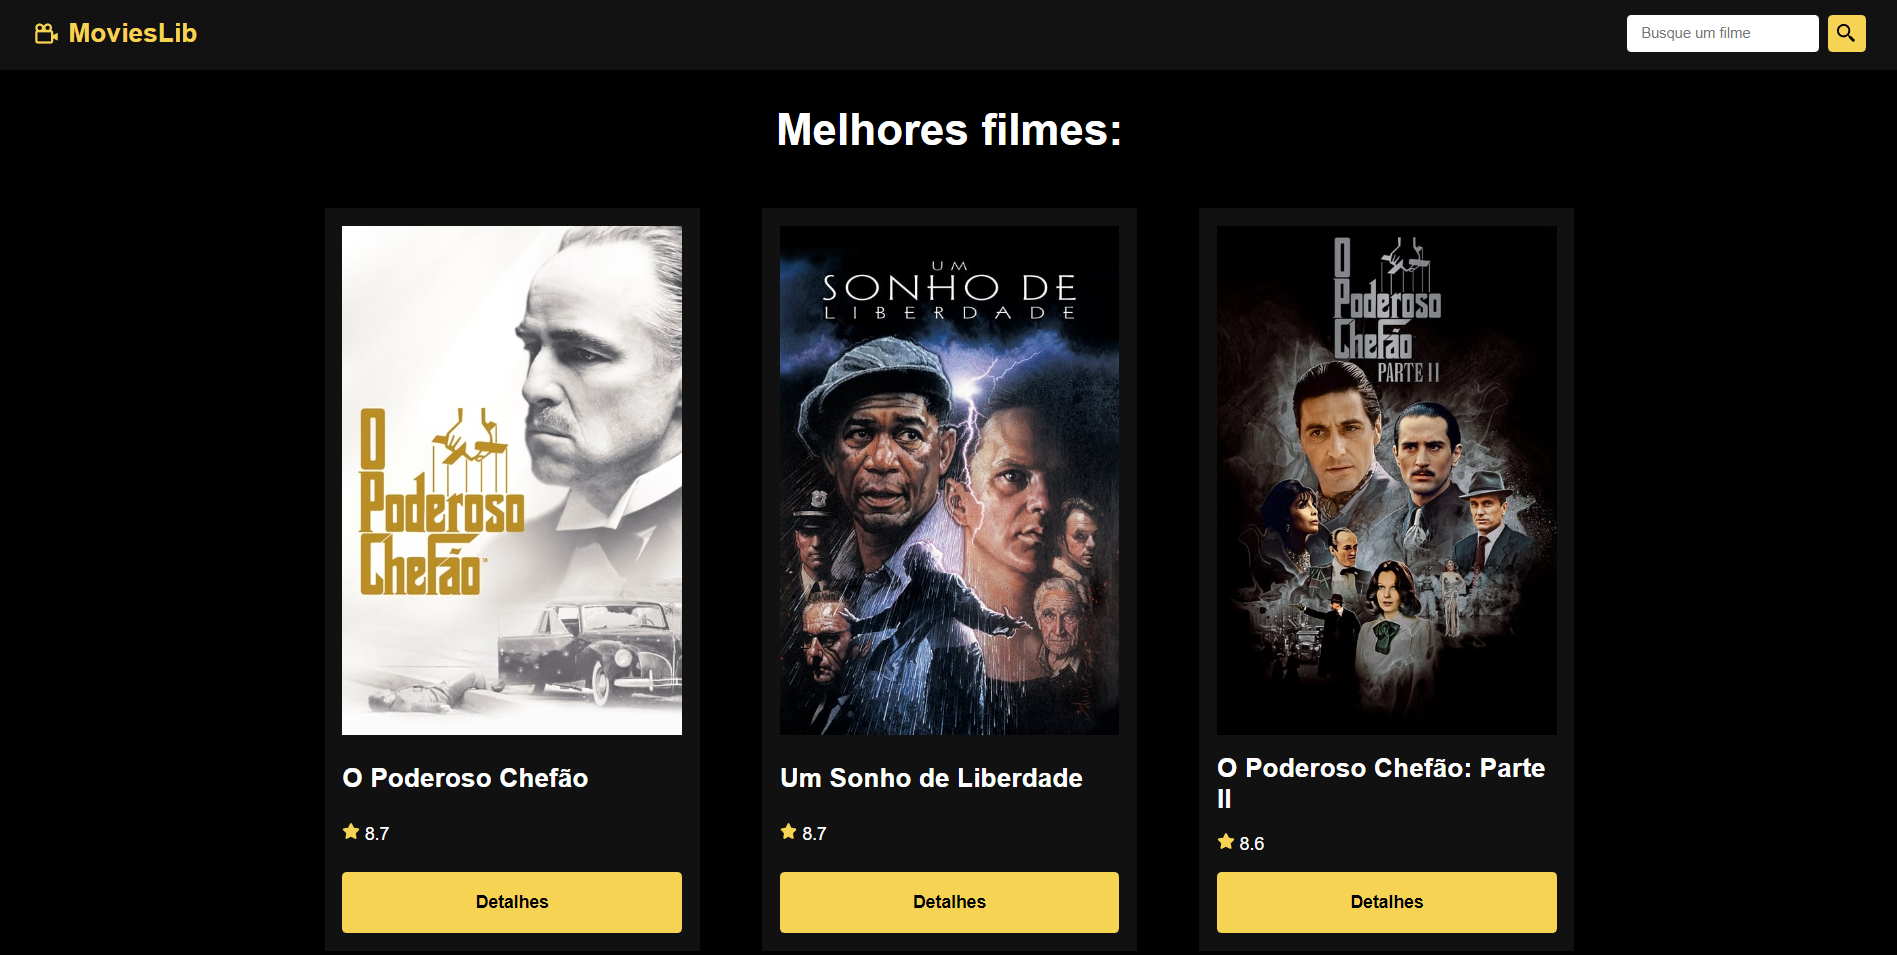 MoviesLib
Busque um filme
Melhores filmes:
O
Poderoso
Chefão
UM
SONHO DE
LIBERDADE
O
Poderoso
Chefão
PARTE II
O Poderoso Chefão
8.7
Detalhes
Um Sonho de Liberdade
8.7
Detalhes
O Poderoso Chefão: Parte
II
8.6
Detalhes